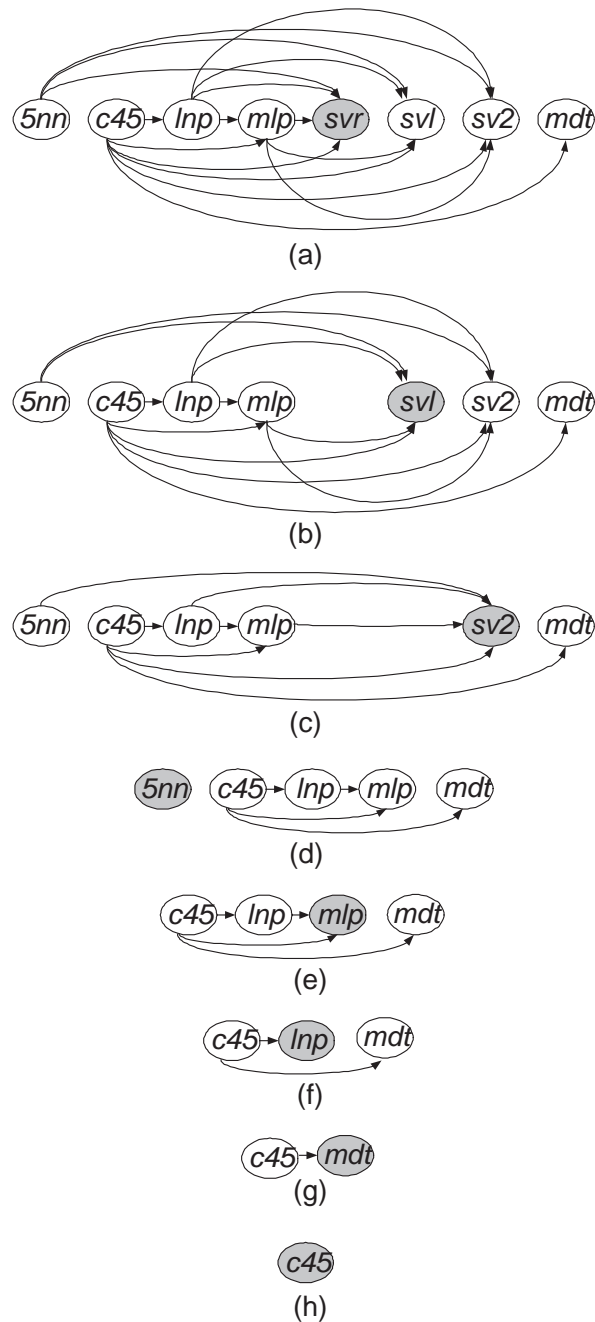 5nn c45 lnp mlp svr svl sv2 mdt
(a)
5nn c45 lnp mlp svl sv2 mdt
(b)
5nn c45 lnp mlp sv2 mdt
(c)
5nn c45 lnp mlp mdt
(d)
c45 lnp mlp mdt
(e)
c45 lnp mdt
(f)
c45 mdt
(g)
c45
(h)